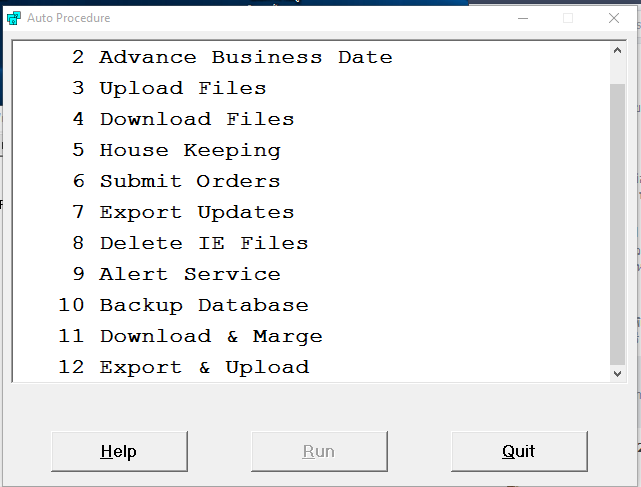 Auto Procedure
2 Advance Business Date
3 Upload Files
4 Download Files
5 House Keeping
6 Submit Orders
7 Export Updates
8 Delete IE Files
9 Alert Service
10 Backup Database
11 Download & Marge
12 Export & Upload
Help
Run
Quit